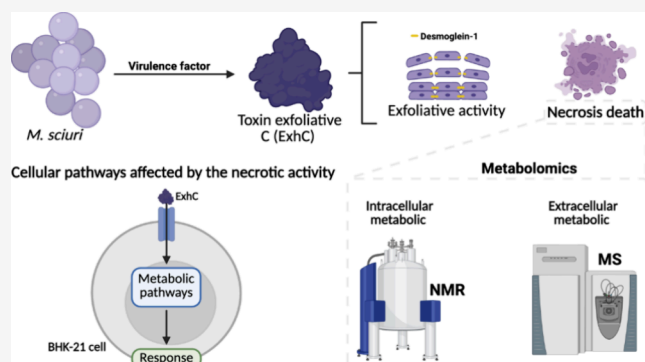 Virulence factor
Desmoglein-1
M. sciuri
Toxin exfoliative
C (ExhC)
Exfoliative activity
Necrosis death
Cellular pathways affected by the necrotic activity
Metabolomics
ExhC
Metabolic
pathways
BHK-21 cell
Response
Intracellular
metabolic
NMR
Extracellular
metabolic
MS